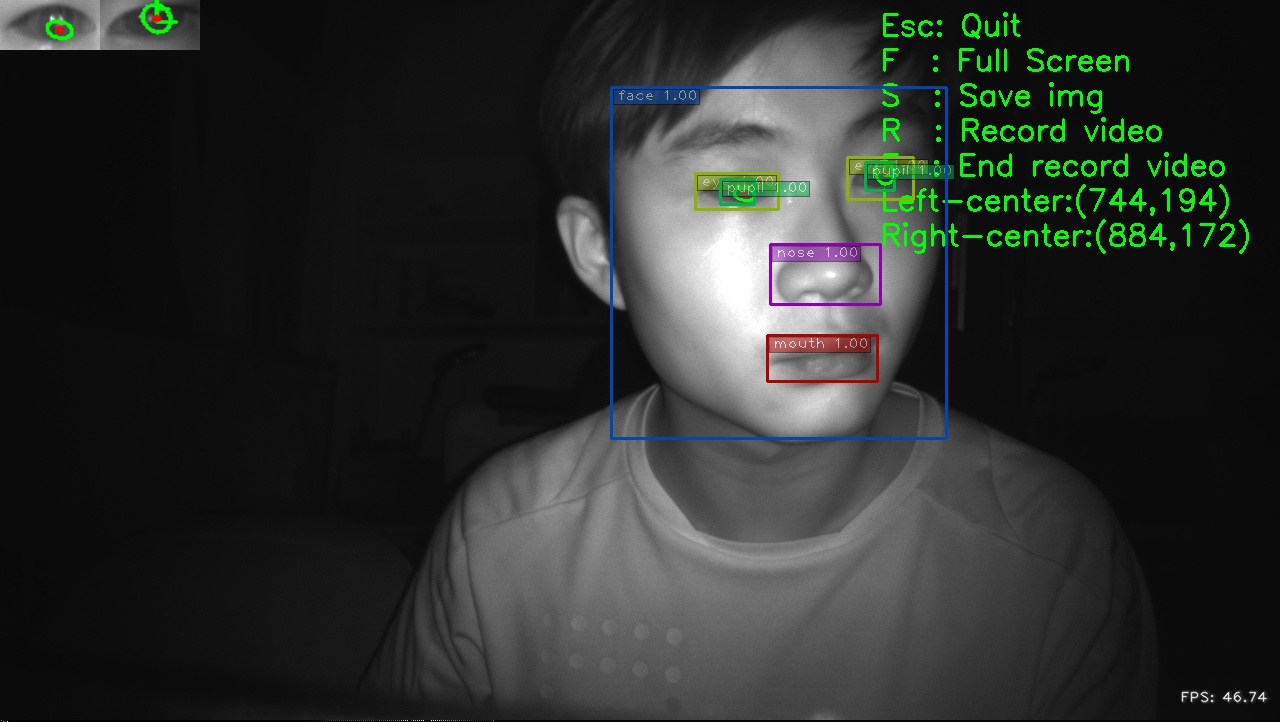 Esc: Quit
F : Full Screen
face 1.00
S : Save img
R : Record video
: End record video
pupil 1.00
pupil 1.00
Left-center:(744,194)
Right-center:(884,172)
nose 1.00
mouth 1.00
FPS: 46.74